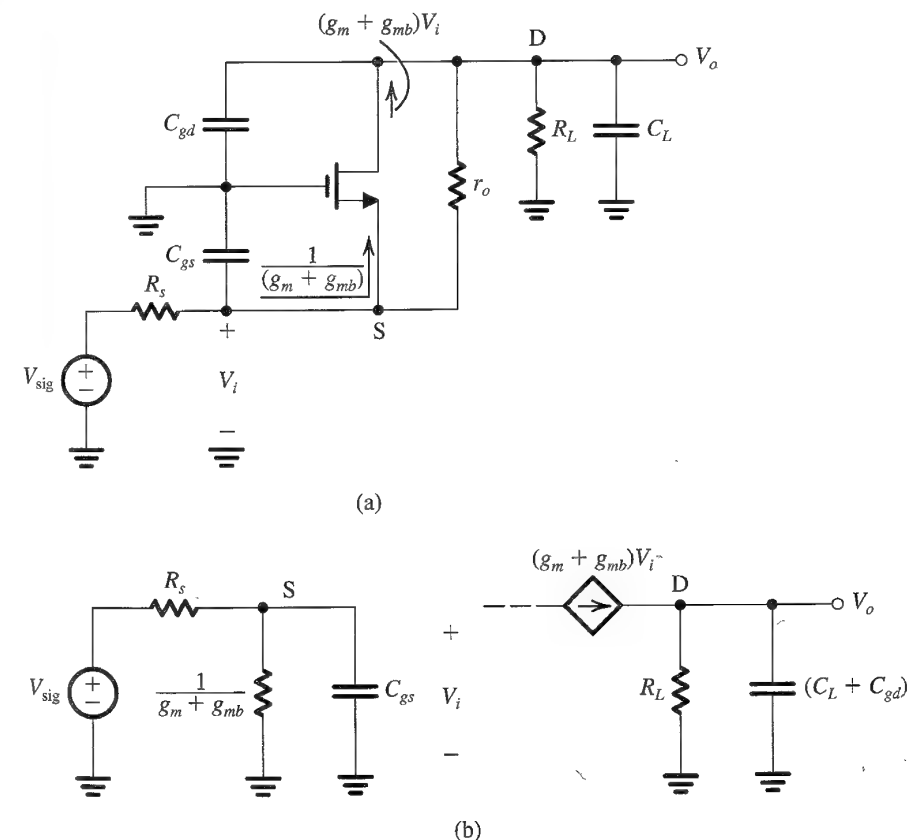 (g_m + g_mb)V_i
D
V_o
C_gd
R_L
C_L
r_o
C_gs
1
(g_m + g_mb)
R_s
+
S
V_sig
+
−
V_i
−
(a)
(g_m + g_mb)V_i
R_s
S
D
V_o
+
V_sig
+
−
1
g_m + g_mb
C_gs
V_i
R_L
(C_L + C_gd)
−
(b)